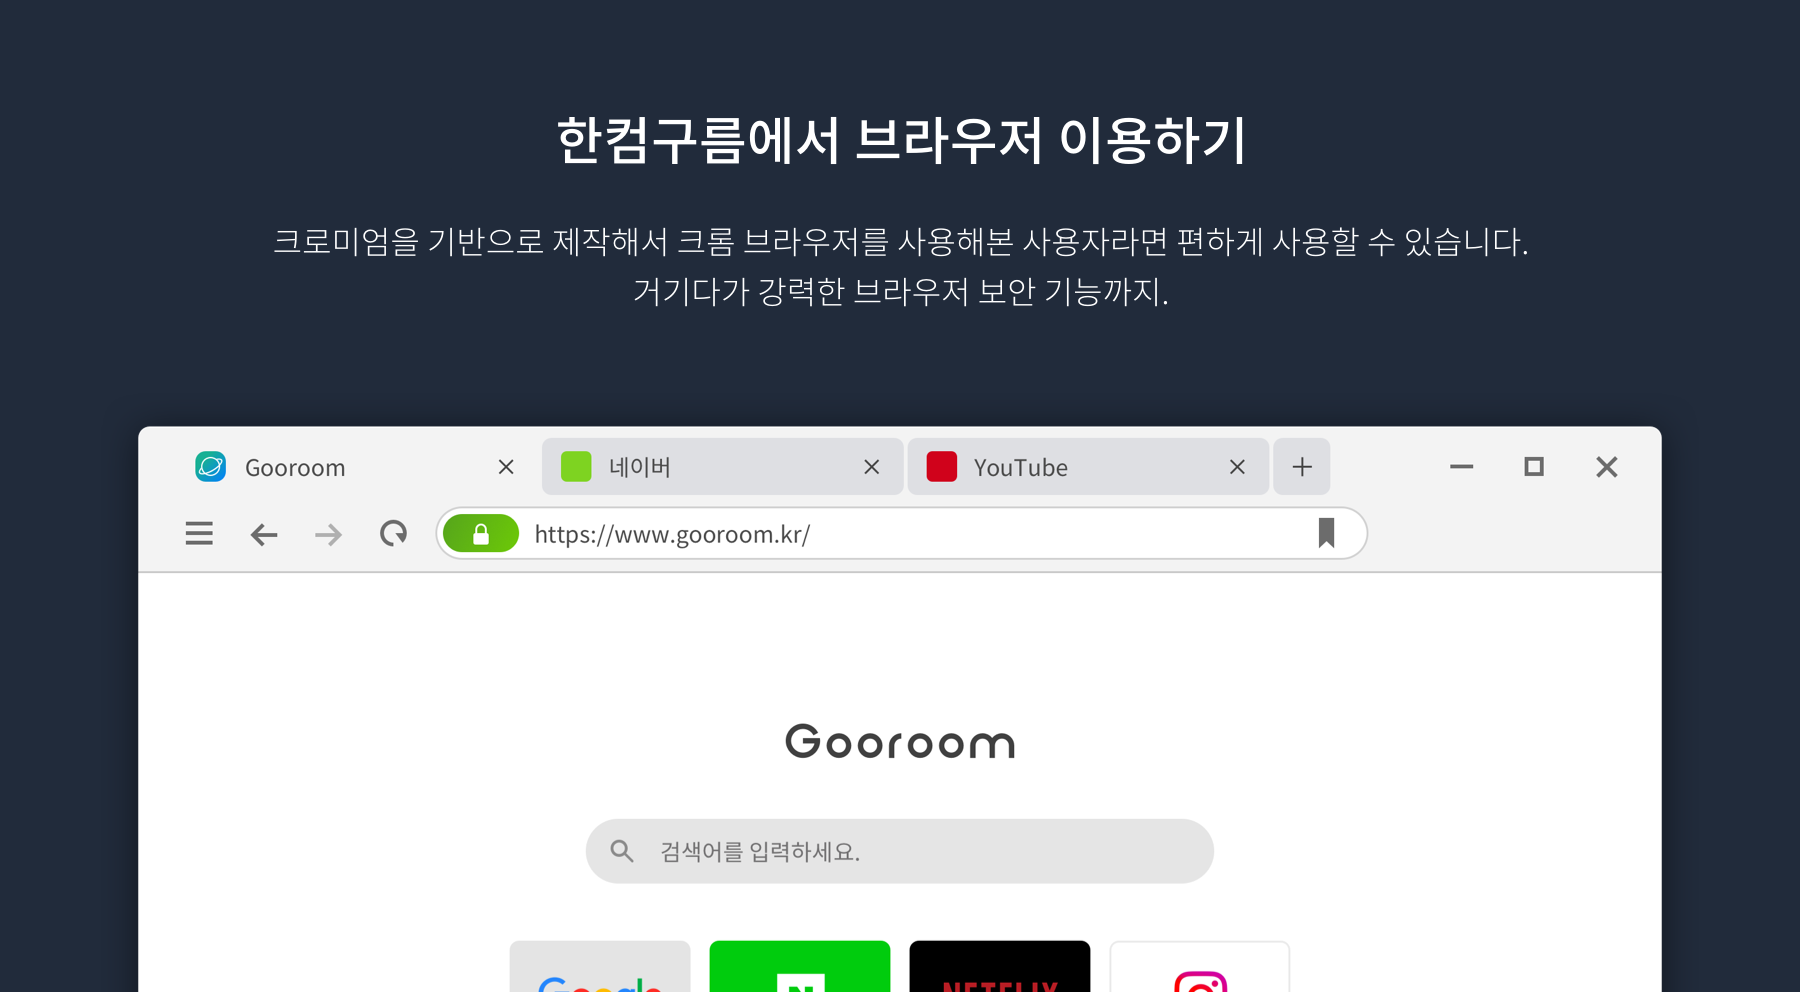 한컴구름에서 브라우저 이용하기
크로미엄을 기반으로 제작해서 크롬 브라우저를 사용해본 사용자라면 편하게 사용할 수 있습니다.
거기다가 강력한 브라우저 보안 기능까지.
Gooroom 네이버 YouTube
https://www.gooroom.kr/
Gooroom
검색어를 입력하세요.
Google N NETFLIX